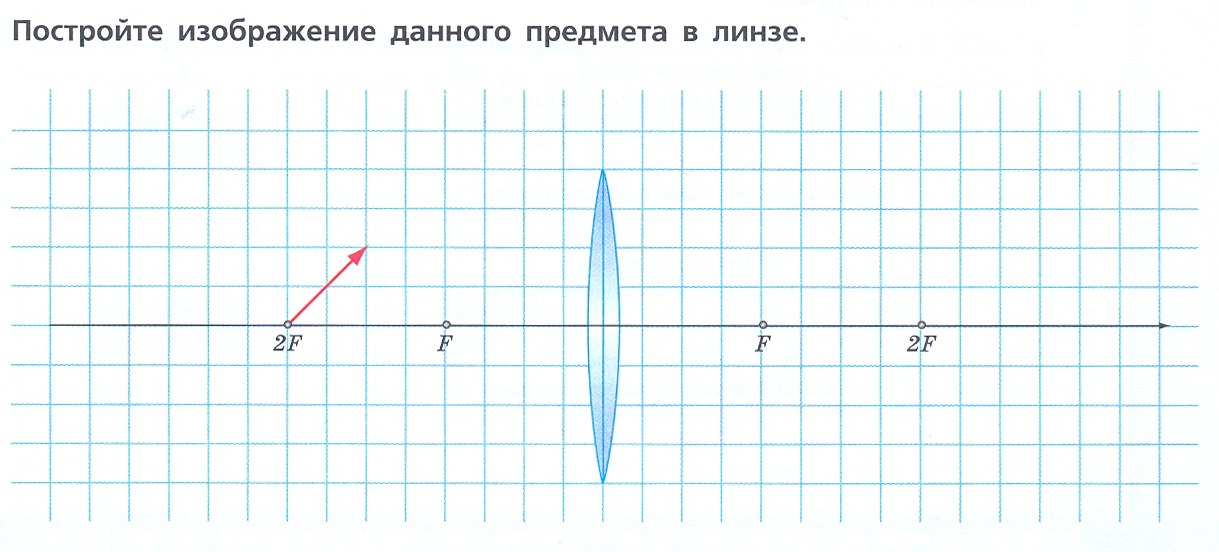 Постройте изображение данного предмета в линзе.
2F F F 2F